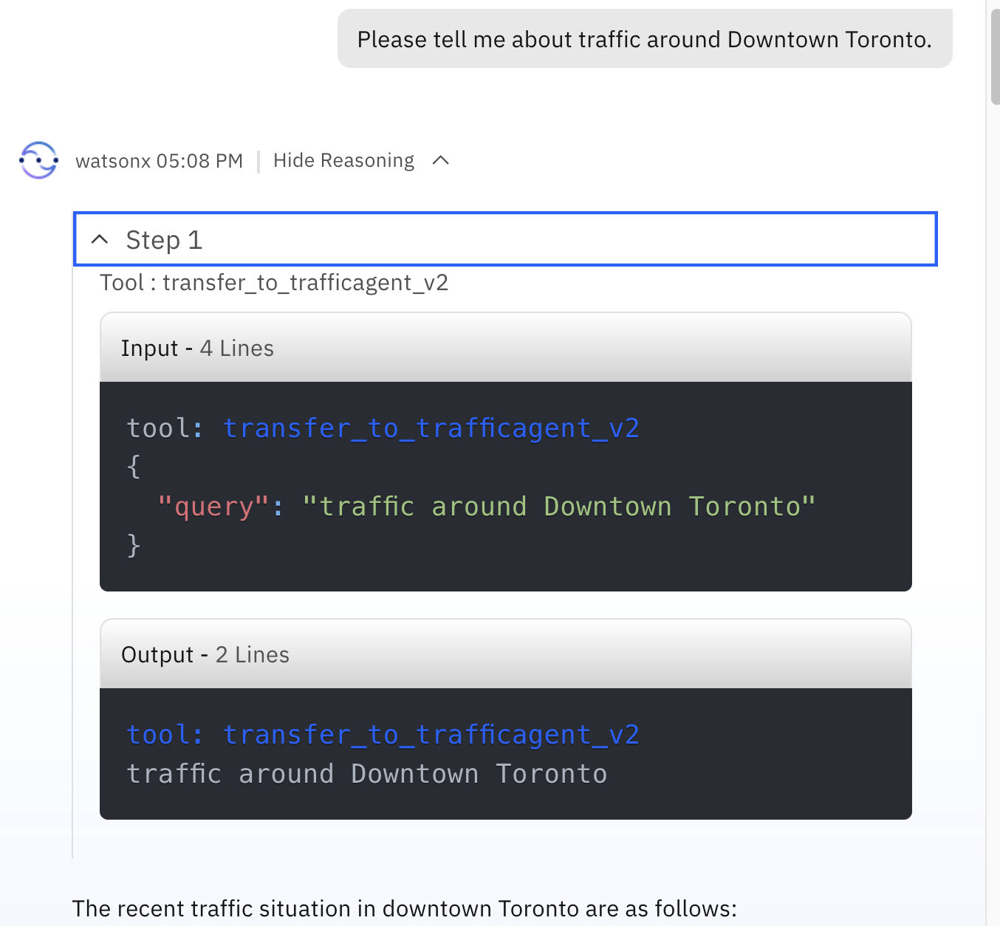 Please tell me about traffic around Downtown Toronto.
watsonx 05:08 PM | Hide Reasoning
Step 1
Tool : transfer_to_trafficagent_v2
Input - 4 Lines
tool: transfer_to_trafficagent_v2
{
"query": "traffic around Downtown Toronto"
}
Output - 2 Lines
tool: transfer_to_trafficagent_v2
traffic around Downtown Toronto
The recent traffic situation in downtown Toronto are as follows: